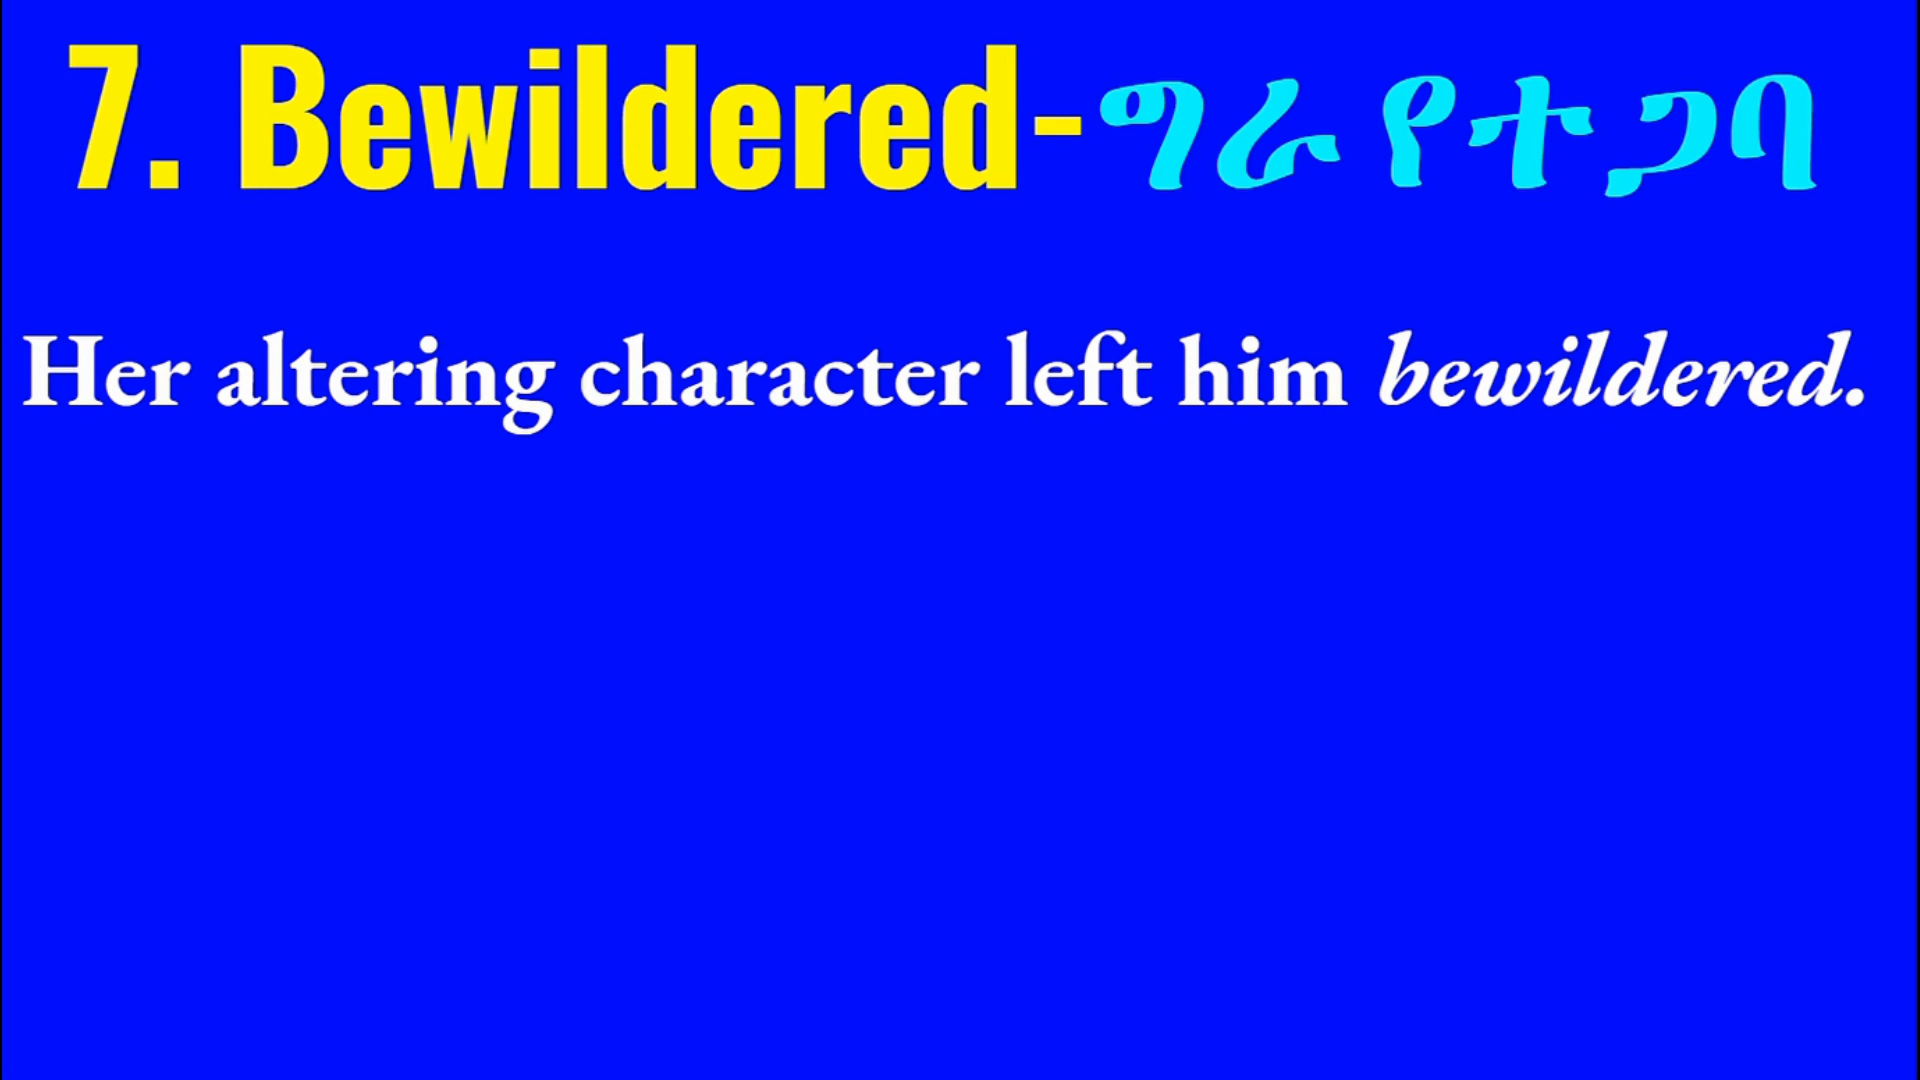 7. Bewildered-ግራ የተጋባ
Her altering character left him bewildered.